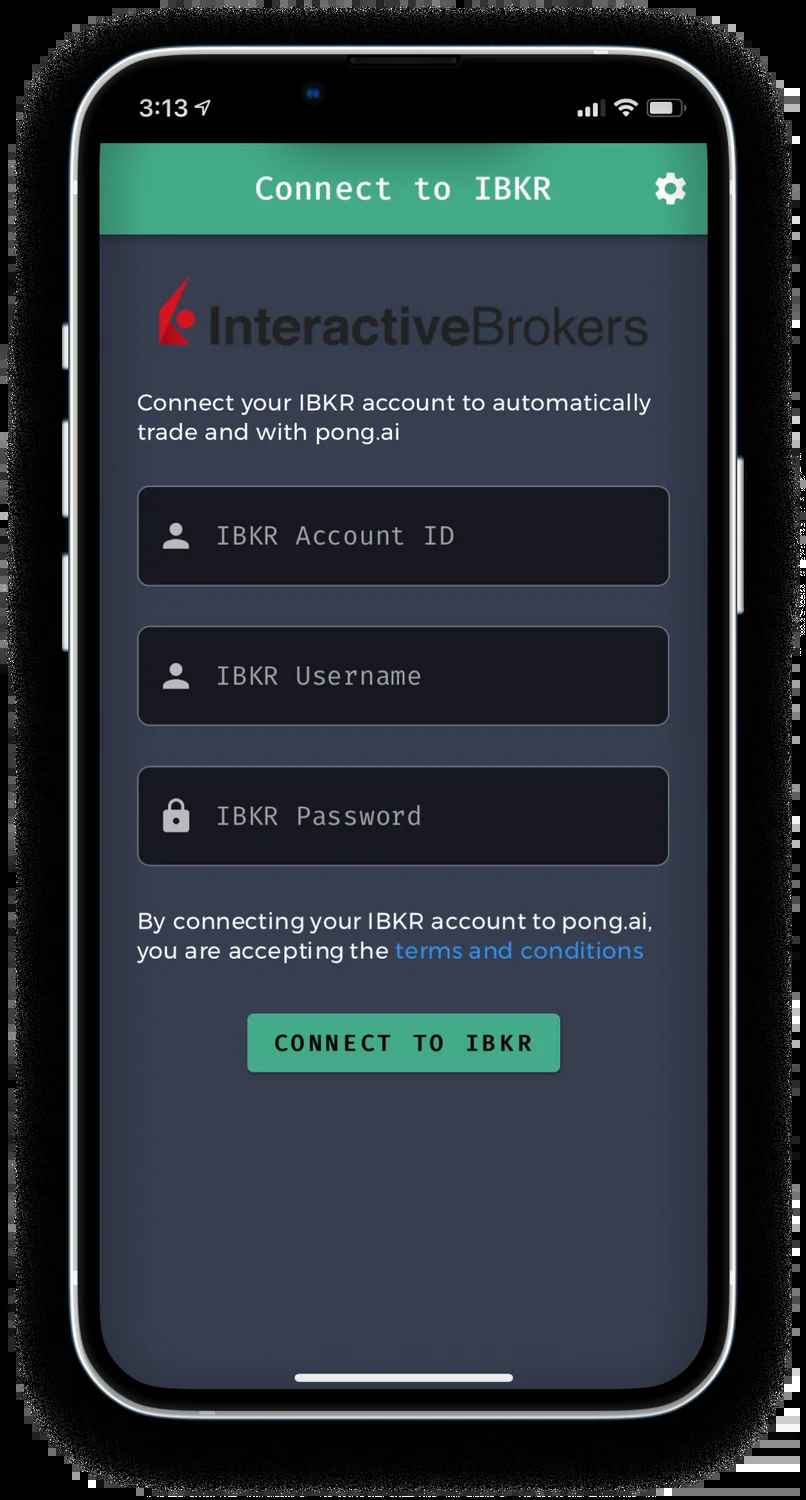 3:13
Connect to IBKR
InteractiveBrokers
Connect your IBKR account to automatically
trade and with pong.ai
IBKR Account ID
IBKR Username
IBKR Password
By connecting your IBKR account to pong.ai,
you are accepting the terms and conditions
CONNECT TO IBKR